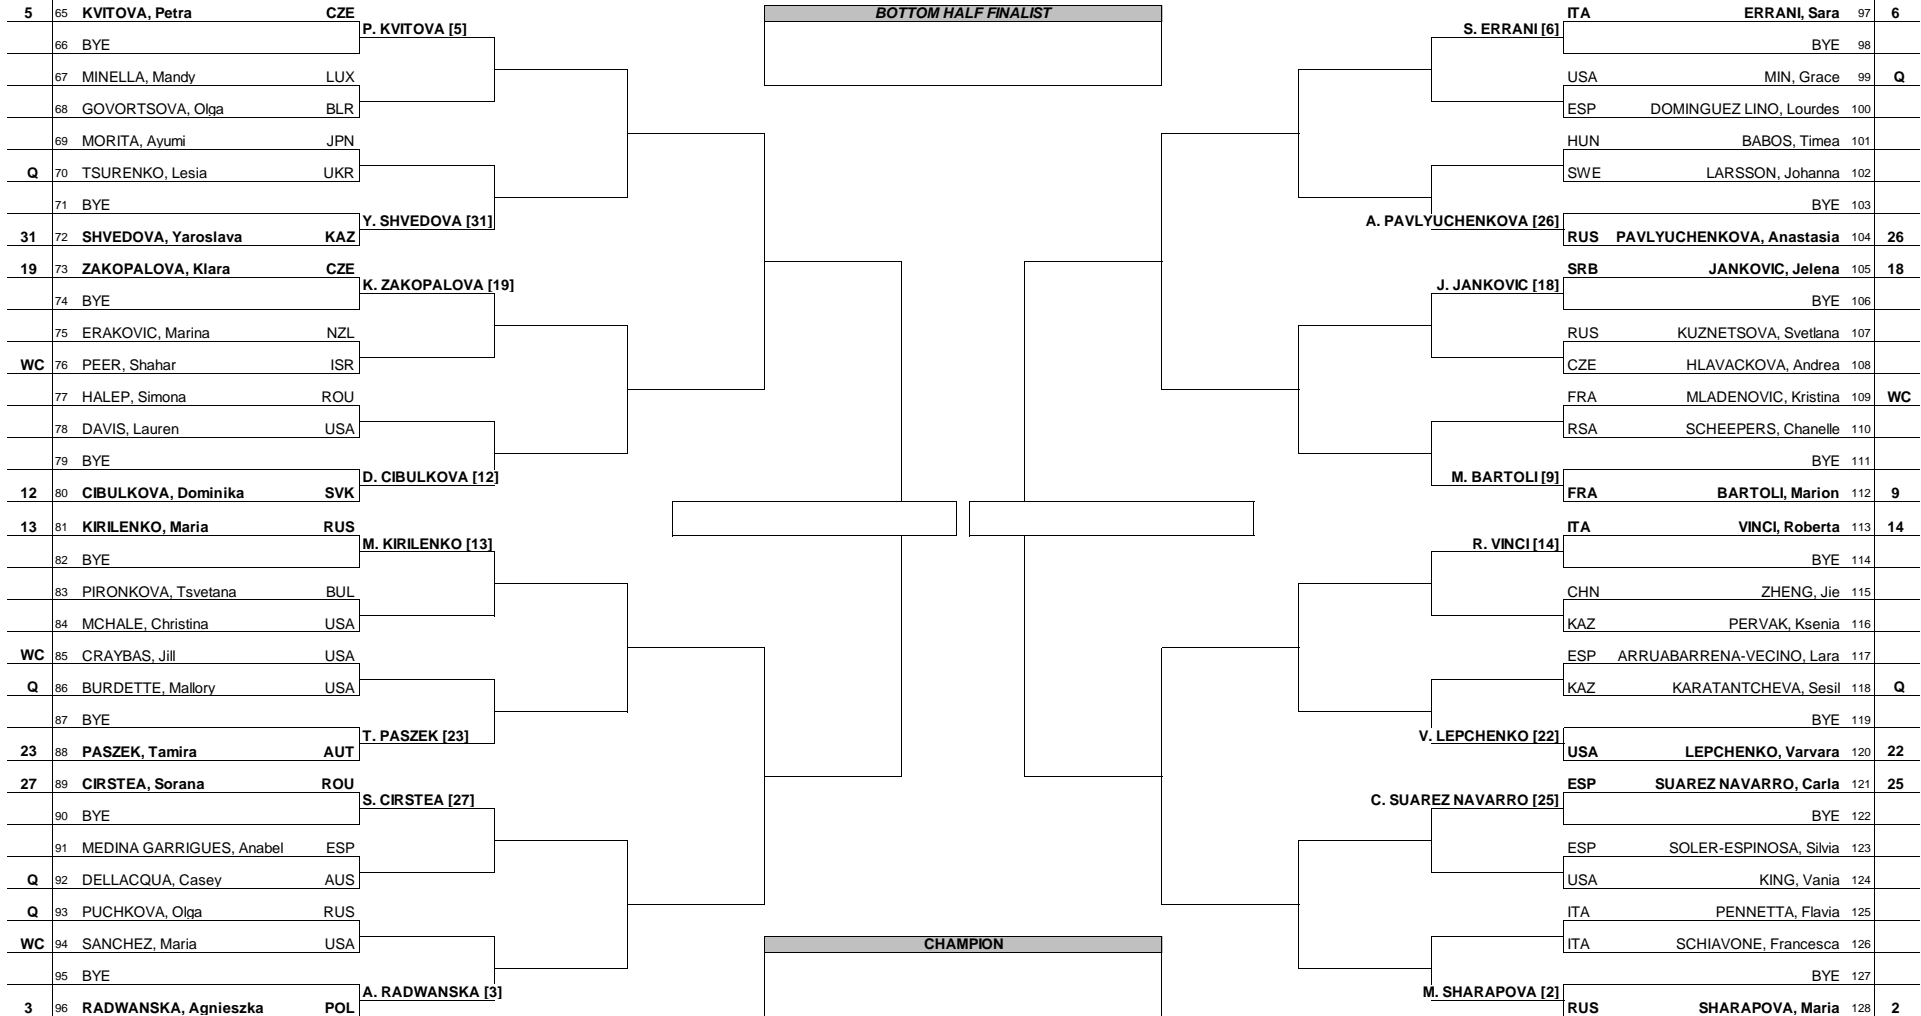 BOTTOM HALF FINALIST
5 65 KVITOVA, Petra CZE
P. KVITOVA [5]
66 BYE
67 MINELLA, Mandy LUX
68 GOVORTSOVA, Olga BLR
69 MORITA, Ayumi JPN
Q 70 TSURENKO, Lesia UKR
71 BYE
Y. SHVEDOVA [31]
31 72 SHVEDOVA, Yaroslava KAZ
19 73 ZAKOPALOVA, Klara CZE
K. ZAKOPALOVA [19]
74 BYE
75 ERAKOVIC, Marina NZL
WC 76 PEER, Shahar ISR
77 HALEP, Simona ROU
78 DAVIS, Lauren USA
79 BYE
D. CIBULKOVA [12]
12 80 CIBULKOVA, Dominika SVK
13 81 KIRILENKO, Maria RUS
M. KIRILENKO [13]
82 BYE
83 PIRONKOVA, Tsvetana BUL
84 MCHALE, Christina USA
WC 85 CRAYBAS, Jill USA
Q 86 BURDETTE, Mallory USA
87 BYE
T. PASZEK [23]
23 88 PASZEK, Tamira AUT
27 89 CIRSTEA, Sorana ROU
S. CIRSTEA [27]
90 BYE
91 MEDINA GARRIGUES, Anabel ESP
Q 92 DELLACQUA, Casey AUS
Q 93 PUCHKOVA, Olga RUS
WC 94 SANCHEZ, Maria USA
95 BYE
A. RADWANSKA [3]
3 96 RADWANSKA, Agnieszka POL
ITA ERRANI, Sara 97 6
S. ERRANI [6]
BYE 98
USA MIN, Grace 99 Q
ESP DOMINGUEZ LINO, Lourdes 100
HUN BABOS, Timea 101
SWE LARSSON, Johanna 102
BYE 103
A. PAVLYUCHENKOVA [26]
RUS PAVLYUCHENKOVA, Anastasia 104 26
SRB JANKOVIC, Jelena 105 18
J. JANKOVIC [18]
BYE 106
RUS KUZNETSOVA, Svetlana 107
CZE HLAVACKOVA, Andrea 108
FRA MLADENOVIC, Kristina 109 WC
RSA SCHEEPERS, Chanelle 110
BYE 111
M. BARTOLI [9]
FRA BARTOLI, Marion 112 9
ITA VINCI, Roberta 113 14
R. VINCI [14]
BYE 114
CHN ZHENG, Jie 115
KAZ PERVAK, Ksenia 116
ESP ARRUABARRENA-VECINO, Lara 117
KAZ KARATANTCHEVA, Sesil 118 Q
BYE 119
V. LEPCHENKO [22]
USA LEPCHENKO, Varvara 120 22
ESP SUAREZ NAVARRO, Carla 121 25
C. SUAREZ NAVARRO [25]
BYE 122
ESP SOLER-ESPINOSA, Silvia 123
USA KING, Vania 124
ITA PENNETTA, Flavia 125
ITA SCHIAVONE, Francesca 126
BYE 127
M. SHARAPOVA [2]
RUS SHARAPOVA, Maria 128 2
CHAMPION